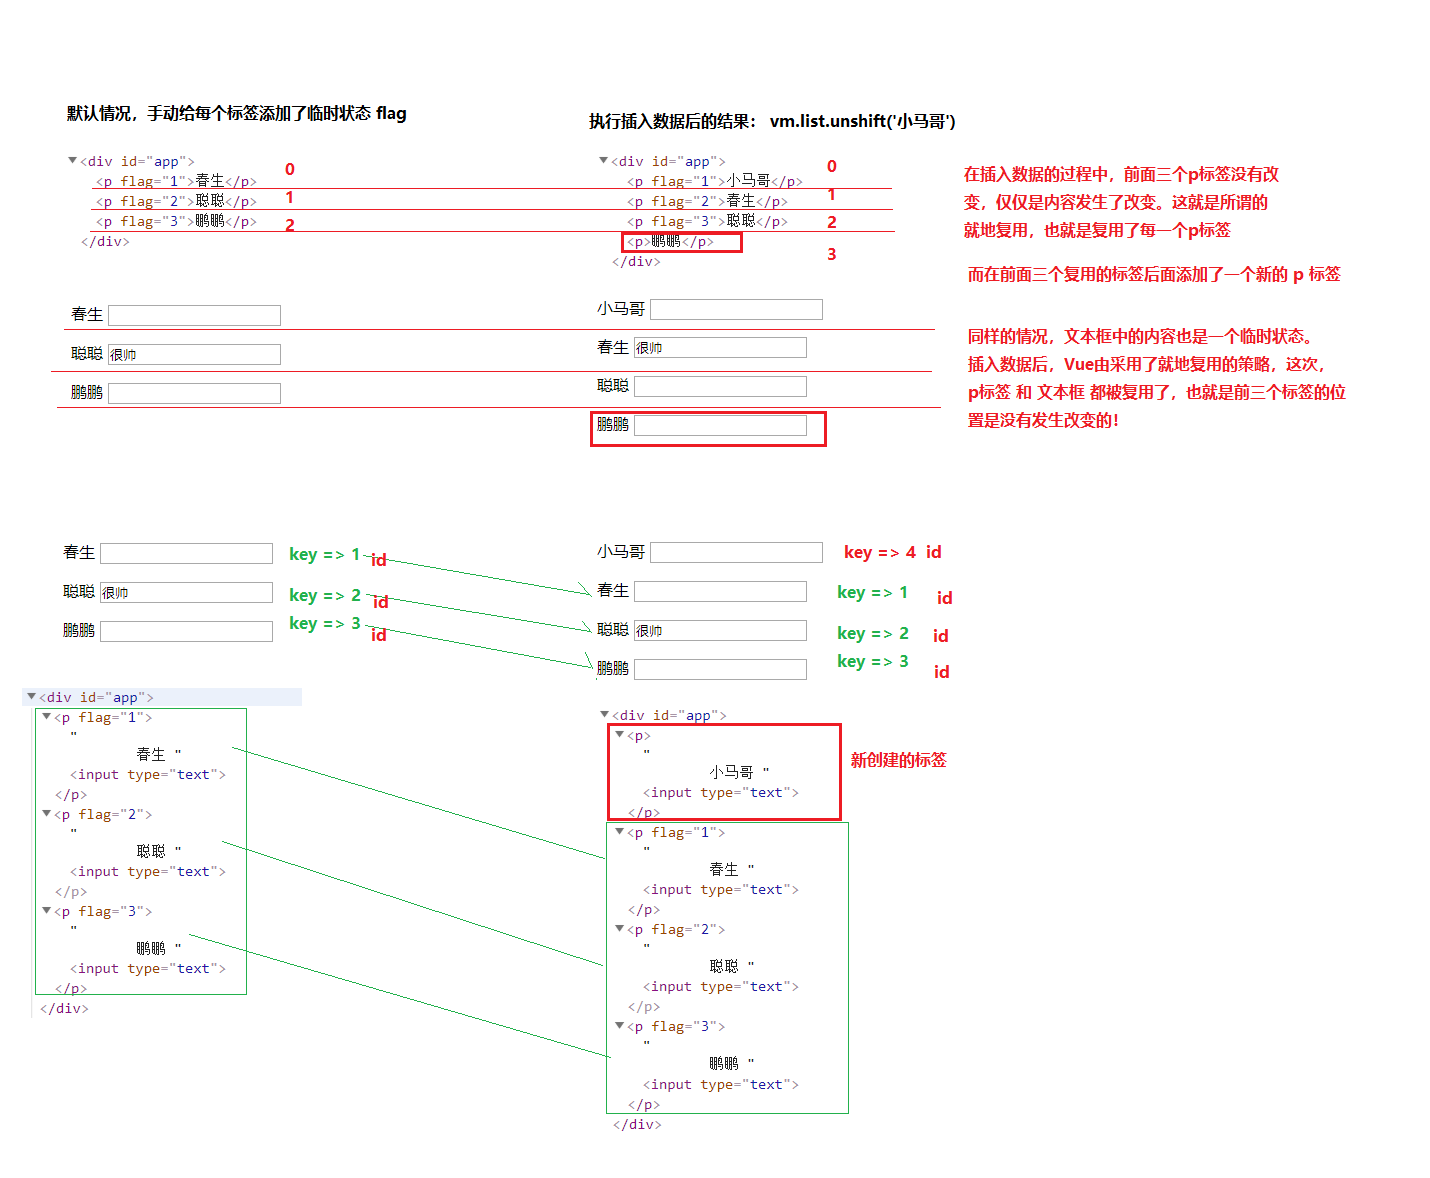 默认情况，手动给每个标签添加了临时状态 flag
执行插入数据后的结果： vm.list.unshift('小马哥')
<div id="app">
<p flag="1">春生</p>
<p flag="2">聪聪</p>
<p flag="3">鹏鹏</p>
</div>
0
1
2
<div id="app">
<p flag="1">小马哥</p>
<p flag="2">春生</p>
<p flag="3">聪聪</p>
<p>鹏鹏</p>
</div>
0
1
2
3
在插入数据的过程中，前面三个p标签没有改
变，仅仅是内容发生了改变。这就是所谓的
就地复用，也就是复用了每一个p标签
而在前面三个复用的标签后面添加了一个新的 p 标签
春生
聪聪 很帅
鹏鹏
小马哥
春生 很帅
聪聪
鹏鹏
同样的情况，文本框中的内容也是一个临时状态。
插入数据后，Vue由采用了就地复用的策略，这次，
p标签 和 文本框 都被复用了，也就是前三个标签的位
置是没有发生改变的！
春生 key => 1 id
聪聪 很帅 key => 2 id
鹏鹏 key => 3 id
小马哥 key => 4 id
春生 key => 1 id
聪聪 很帅 key => 2 id
鹏鹏 key => 3 id
<div id="app">
<p flag="1">
"
春生 "
<input type="text">
</p>
<p flag="2">
"
聪聪 "
<input type="text">
</p>
<p flag="3">
"
鹏鹏 "
<input type="text">
</p>
</div>
<div id="app">
<p>
"
小马哥 "
<input type="text">
</p>
新创建的标签
<p flag="1">
"
春生 "
<input type="text">
</p>
<p flag="2">
"
聪聪 "
<input type="text">
</p>
<p flag="3">
"
鹏鹏 "
<input type="text">
</p>
</div>